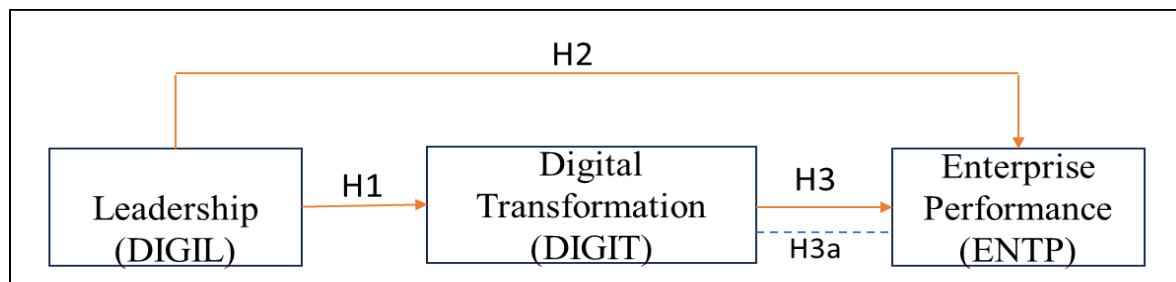 H2
Leadership
(DIGIL)
H1
Digital
Transformation
(DIGIT)
H3
H3a
Enterprise
Performance
(ENTP)